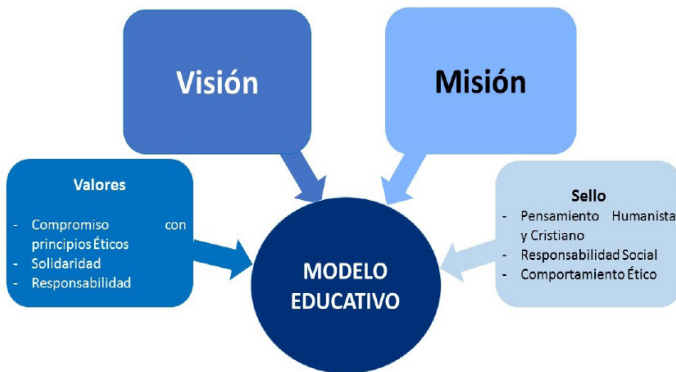 Visión
Misión
Valores
- Compromiso con
principios Éticos
- Solidaridad
- Responsabilidad
Sello
- Pensamiento Humanista
y Cristiano
- Responsabilidad Social
- Comportamiento Ético
MODELO
EDUCATIVO